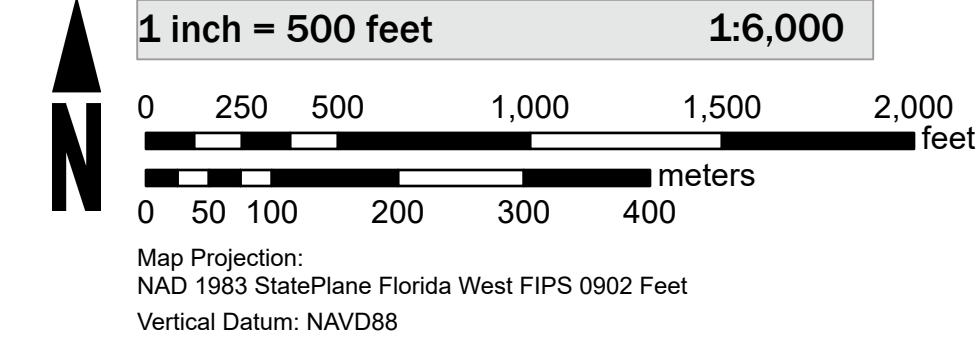 1 inch = 500 feet 1:6,000
0 250 500 1,000 1,500 2,000
feet
N
meters
0 50 100 200 300 400
Map Projection:
NAD 1983 StatePlane Florida West FIPS 0902 Feet
Vertical Datum: NAVD88